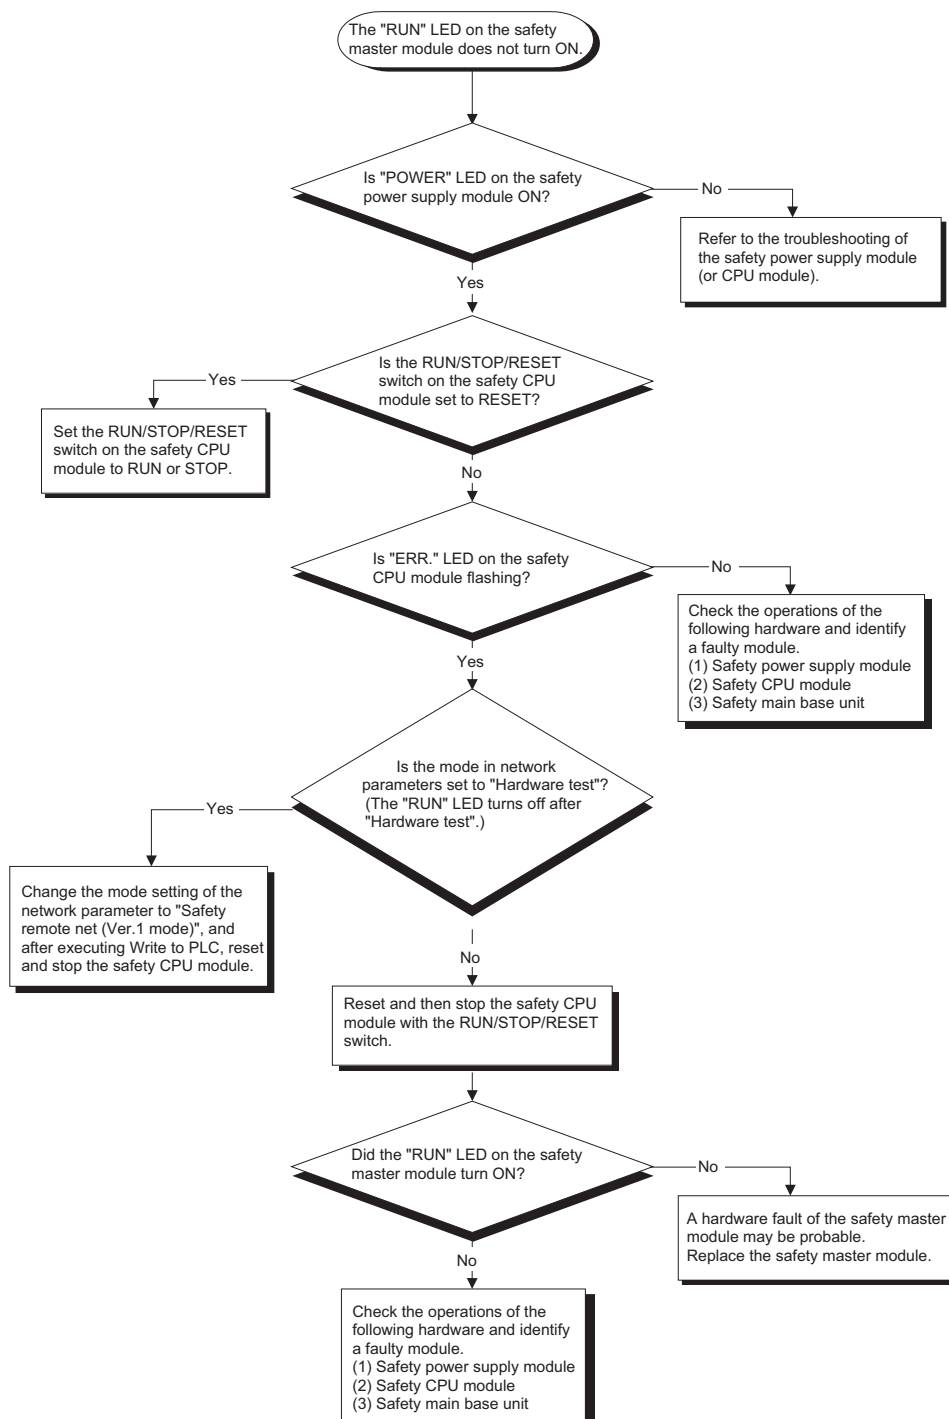 The "RUN" LED on the safety
master module does not turn ON.
Is "POWER" LED on the safety
power supply module ON?
No
Refer to the troubleshooting of
the safety power supply module
(or CPU module).
Yes
Is the RUN/STOP/RESET
switch on the safety CPU
module set to RESET?
Yes
Set the RUN/STOP/RESET
switch on the safety CPU
module to RUN or STOP.
No
Is "ERR." LED on the safety
CPU module flashing?
No
Check the operations of the
following hardware and identify
a faulty module.
(1) Safety power supply module
(2) Safety CPU module
(3) Safety main base unit
Yes
Is the mode in network
parameters set to "Hardware test"?
(The "RUN" LED turns off after
"Hardware test".)
Yes
Change the mode setting of the
network parameter to "Safety
remote net (Ver.1 mode)", and
after executing Write to PLC, reset
and stop the safety CPU module.
No
Reset and then stop the safety CPU
module with the RUN/STOP/RESET
switch.
Did the "RUN" LED on the safety
master module turn ON?
No
A hardware fault of the safety master
module may be probable.
Replace the safety master module.
No
Check the operations of the
following hardware and identify
a faulty module.
(1) Safety power supply module
(2) Safety CPU module
(3) Safety main base unit